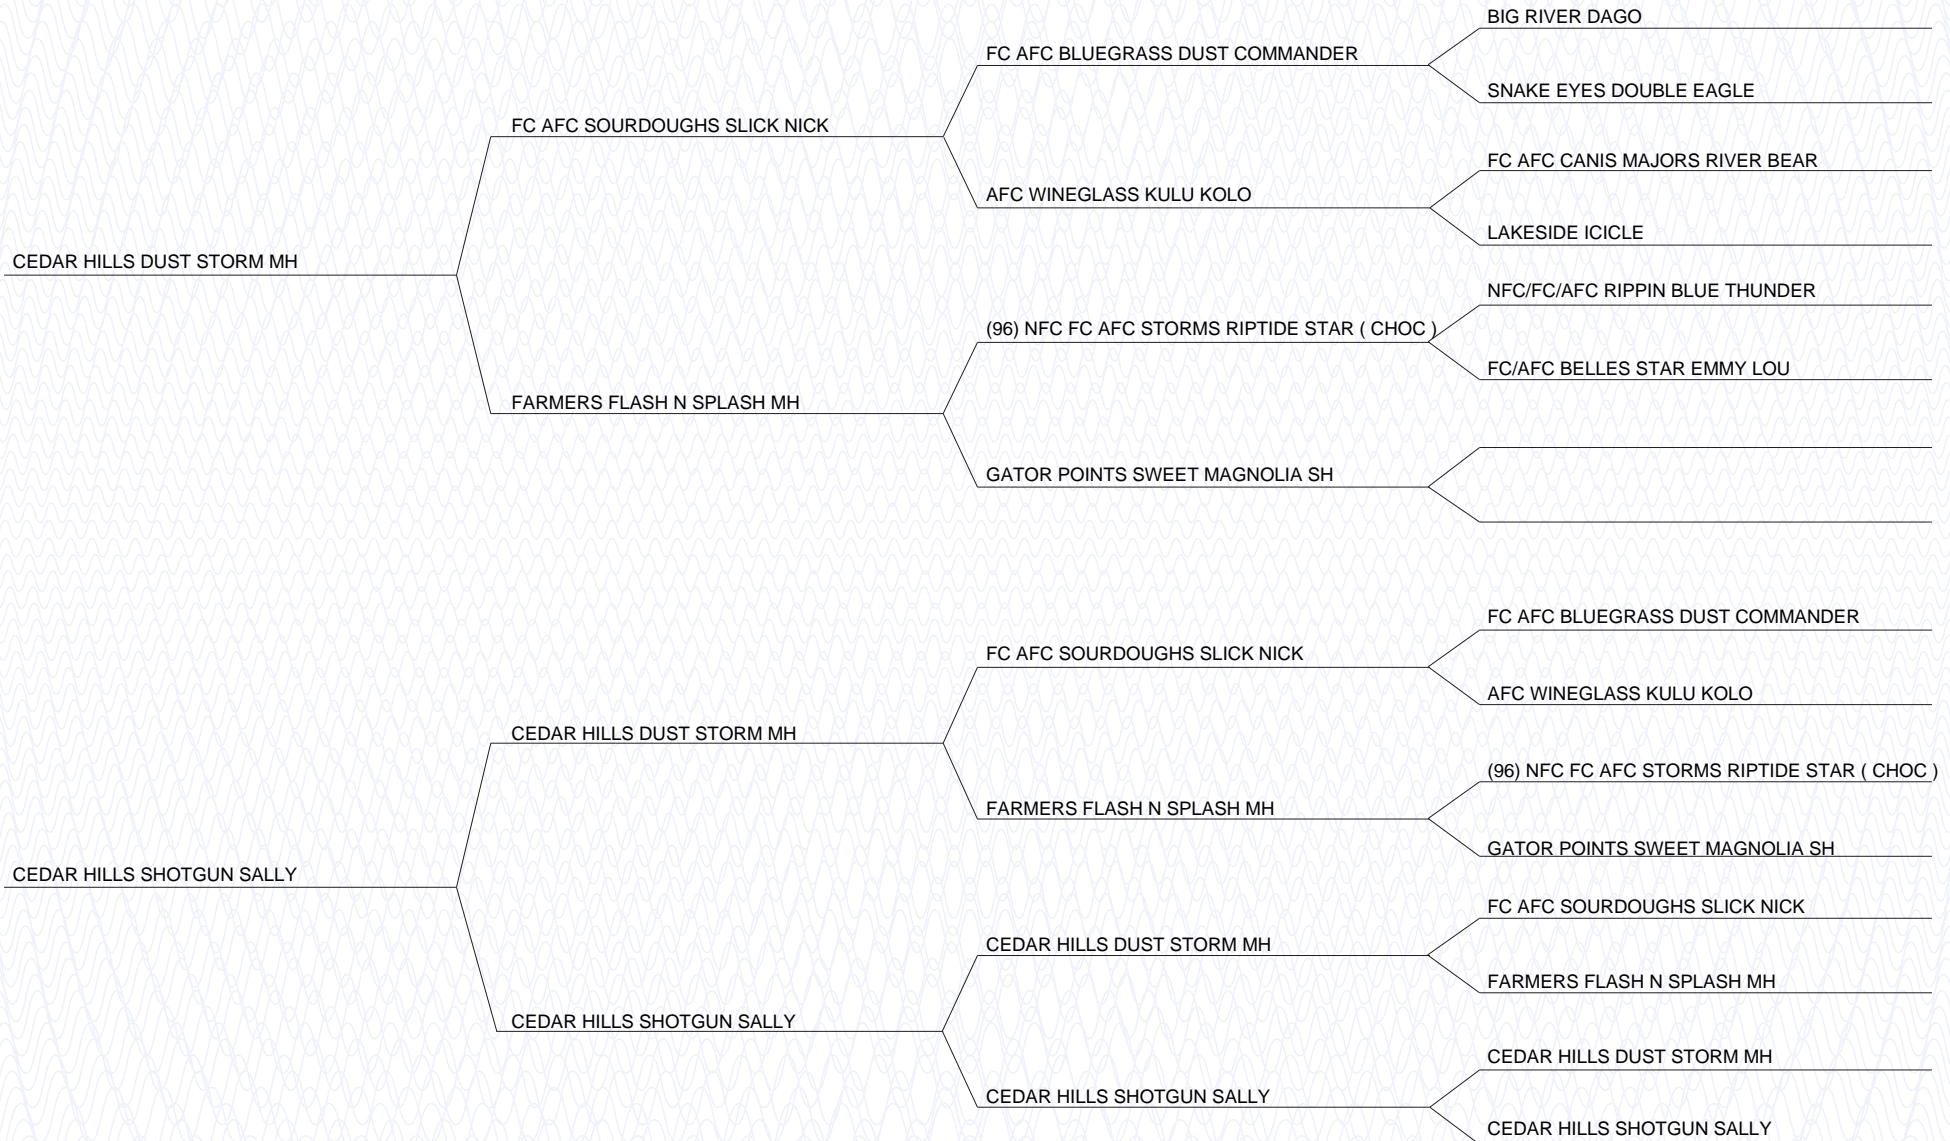 BIG RIVER DAGO
FC AFC BLUEGRASS DUST COMMANDER
SNAKE EYES DOUBLE EAGLE
FC AFC SOURDOUGHS SLICK NICK
FC AFC CANIS MAJORS RIVER BEAR
AFC WINEGLASS KULU KOLO
LAKESIDE ICICLE
CEDAR HILLS DUST STORM MH
NFC/FC/AFC RIPPIN BLUE THUNDER
(96) NFC FC AFC STORMS RIPTIDE STAR ( CHOC )
FC/AFC BELLES STAR EMMY LOU
FARMERS FLASH N SPLASH MH
GATOR POINTS SWEET MAGNOLIA SH
FC AFC BLUEGRASS DUST COMMANDER
FC AFC SOURDOUGHS SLICK NICK
AFC WINEGLASS KULU KOLO
CEDAR HILLS DUST STORM MH
(96) NFC FC AFC STORMS RIPTIDE STAR ( CHOC )
FARMERS FLASH N SPLASH MH
GATOR POINTS SWEET MAGNOLIA SH
CEDAR HILLS SHOTGUN SALLY
FC AFC SOURDOUGHS SLICK NICK
CEDAR HILLS DUST STORM MH
FARMERS FLASH N SPLASH MH
CEDAR HILLS SHOTGUN SALLY
CEDAR HILLS DUST STORM MH
CEDAR HILLS SHOTGUN SALLY
CEDAR HILLS SHOTGUN SALLY